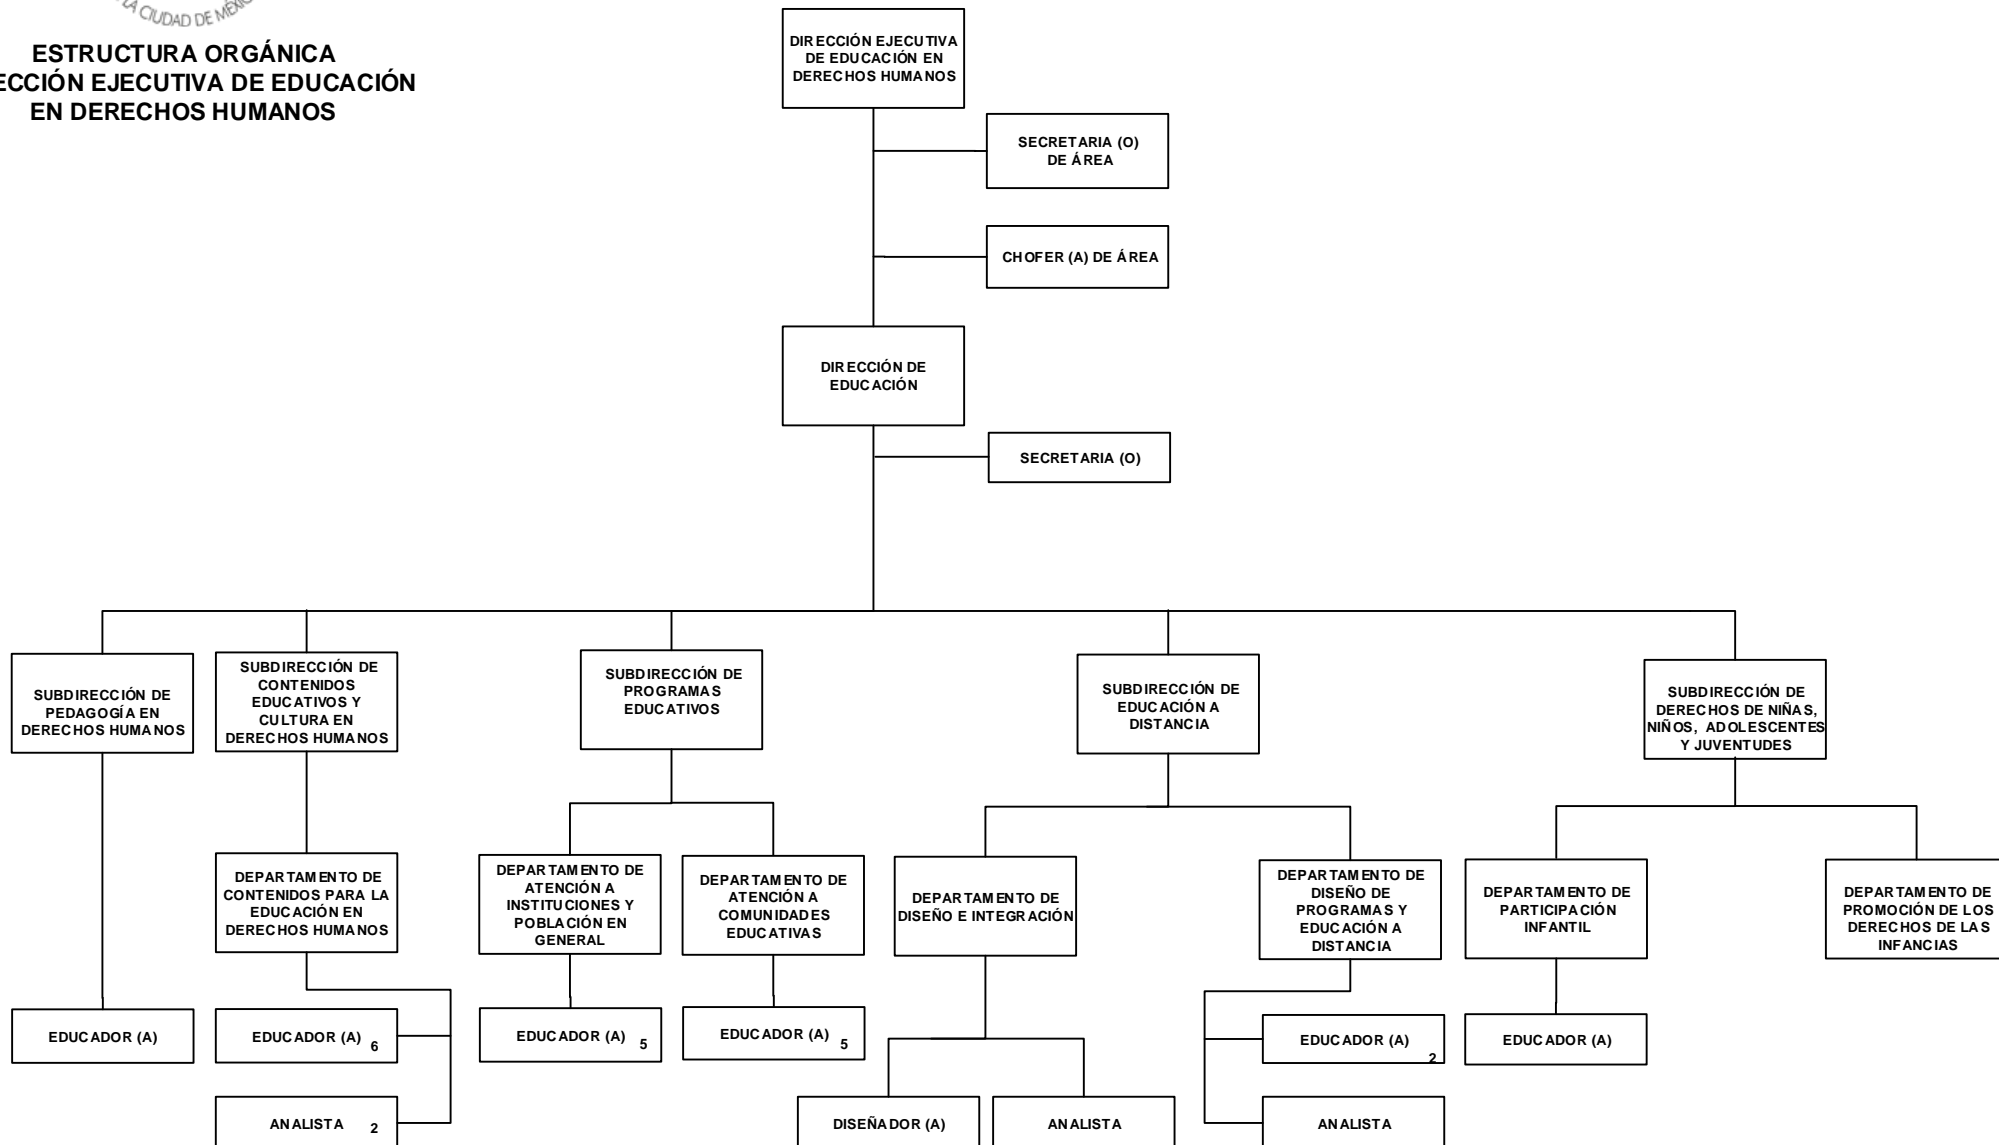 LA CIUDAD DE MÉXICO
ESTRUCTURA ORGÁNICA
ECCIÓN EJECUTIVA DE EDUCACIÓN
EN DERECHOS HUMANOS
DIRECCIÓN EJECUTIVA
DE EDUCACIÓN EN
DERECHOS HUMANOS
SECRETARIA (O)
DE ÁREA
CHOFER (A) DE ÁREA
DIRECCIÓN DE
EDUCACIÓN
SECRETARIA (O)
SUBDIRECCIÓN DE
PEDAGOGÍA EN
DERECHOS HUMANOS
SUBDIRECCIÓN DE
CONTENIDOS
EDUCATIVOS Y
CULTURA EN
DERECHOS HUMANOS
SUBDIRECCIÓN DE
PROGRAMAS
EDUCATIVOS
SUBDIRECCIÓN DE
EDUCACIÓN A
DISTANCIA
SUBDIRECCIÓN DE
DERECHOS DE NIÑAS,
NIÑOS, ADOLESCENTES
Y JUVENTUDES
DEPARTAMENTO DE
CONTENIDOS PARA LA
EDUCACIÓN EN
DERECHOS HUMANOS
DEPARTAMENTO DE
ATENCIÓN A
INSTITUCIONES Y
POBLACIÓN EN
GENERAL
DEPARTAMENTO DE
ATENCIÓN A
COMUNIDADES
EDUCATIVAS
DEPARTAMENTO DE
DISEÑO E INTEGRACIÓN
DEPARTAMENTO DE
DISEÑO DE
PROGRAMAS Y
EDUCACIÓN A
DISTANCIA
DEPARTAMENTO DE
PARTICIPACIÓN
INFANTIL
DEPARTAMENTO DE
PROMOCIÓN DE LOS
DERECHOS DE LAS
INFANCIAS
EDUCADOR (A)
EDUCADOR (A) 6
EDUCADOR (A) 5
EDUCADOR (A) 5
EDUCADOR (A) 2
EDUCADOR (A)
ANALISTA 2
DISEÑADOR (A)
ANALISTA
ANALISTA